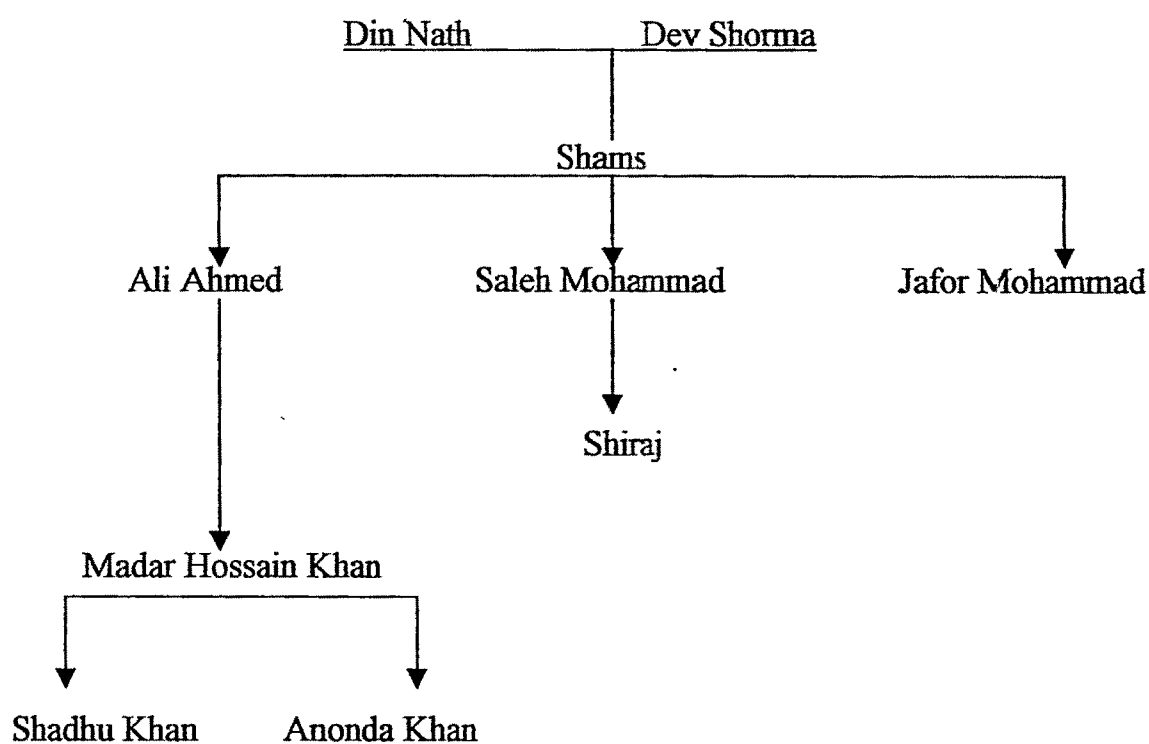 Din Nath Dev Shorma
Shams
Ali Ahmed Saleh Mohammad Jafor Mohammad
Shiraj
Madar Hossain Khan
Shadhu Khan Anonda Khan